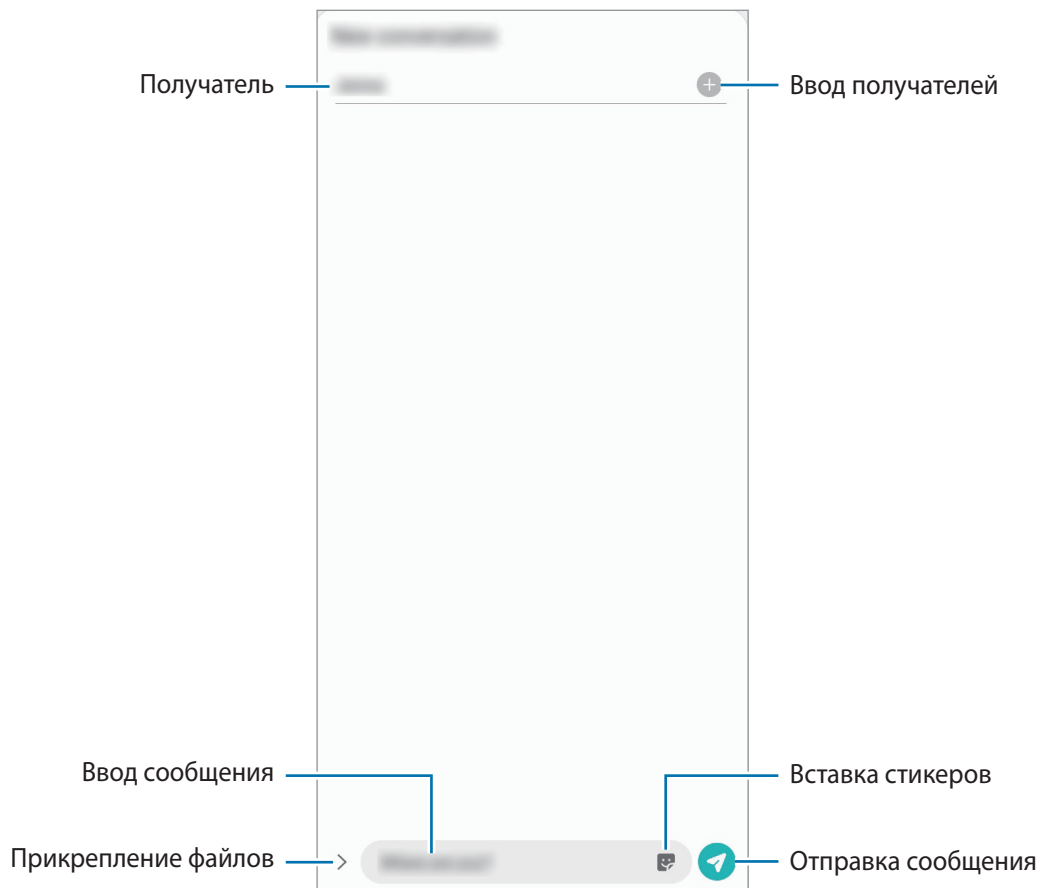 Получатель
Ввод получателей
Ввод сообщения
Вставка стикеров
Прикрепление файлов
Отправка сообщения